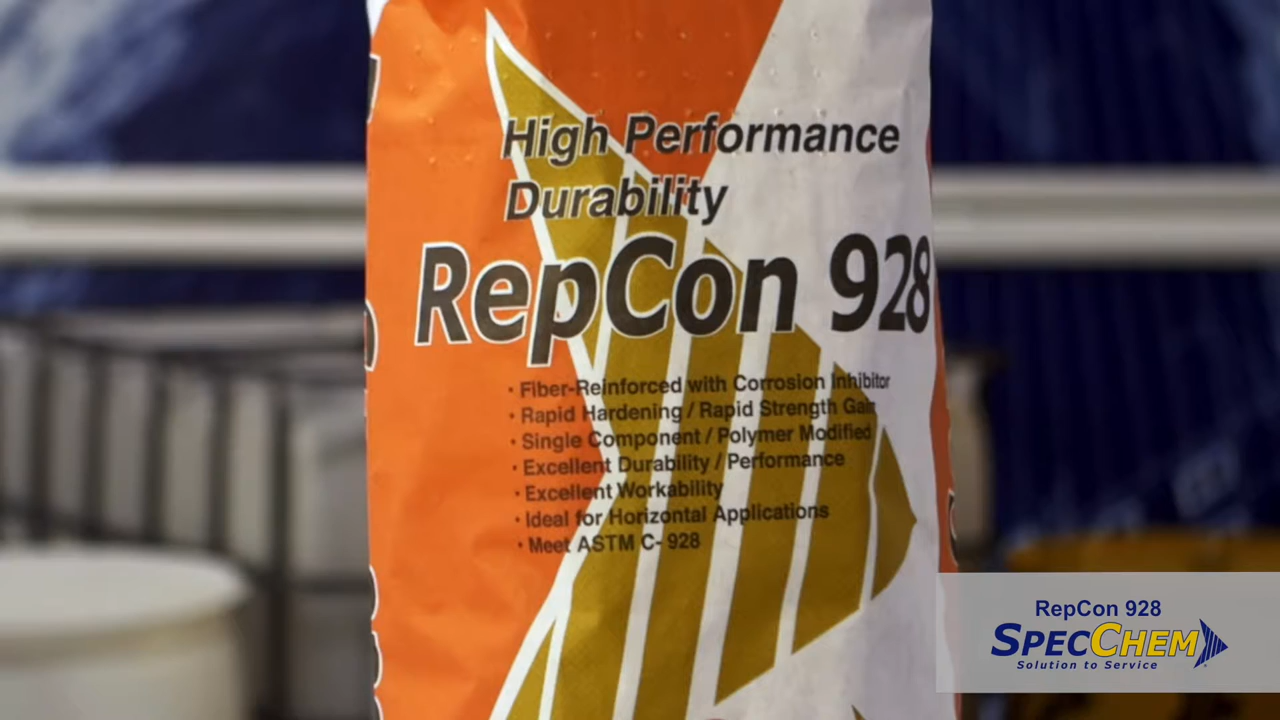 High Performance
Durability
RepCon 928
· Fiber-Reinforced with Corrosion Inhibitor
· Rapid Hardening / Rapid Strength Gain
· Single Component / Polymer Modified
· Excellent Durability / Performance
· Excellent Workability
· Ideal for Horizontal Applications
· Meet ASTM C- 928
RepCon 928
SPECCHEM
Solution to Service